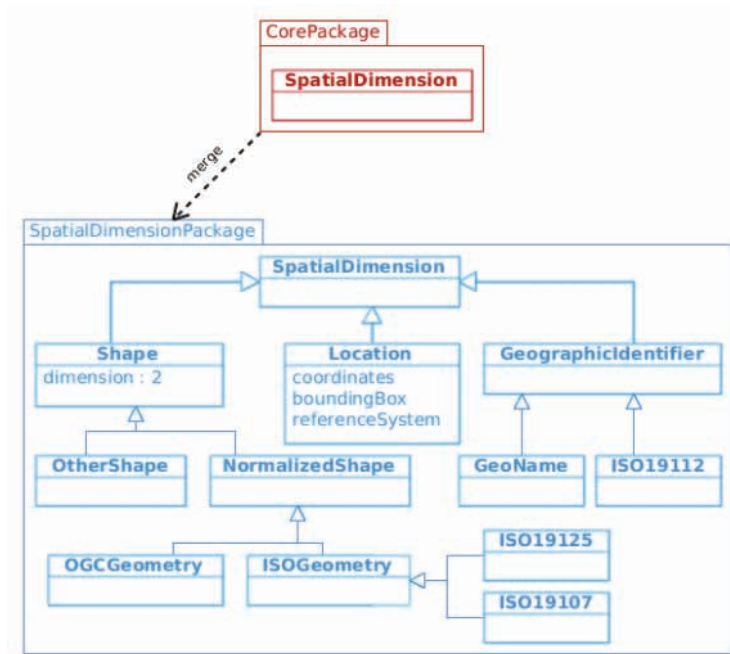 CorePackage
SpatialDimension
merge
SpatialDimensionPackage
SpatialDimension
Shape
dimension : 2
Location
coordinates
boundingBox
referenceSystem
GeographicIdentifier
OtherShape
NormalizedShape
GeoName
ISO19112
OGCGeometry
ISOGeometry
ISO19125
ISO19107